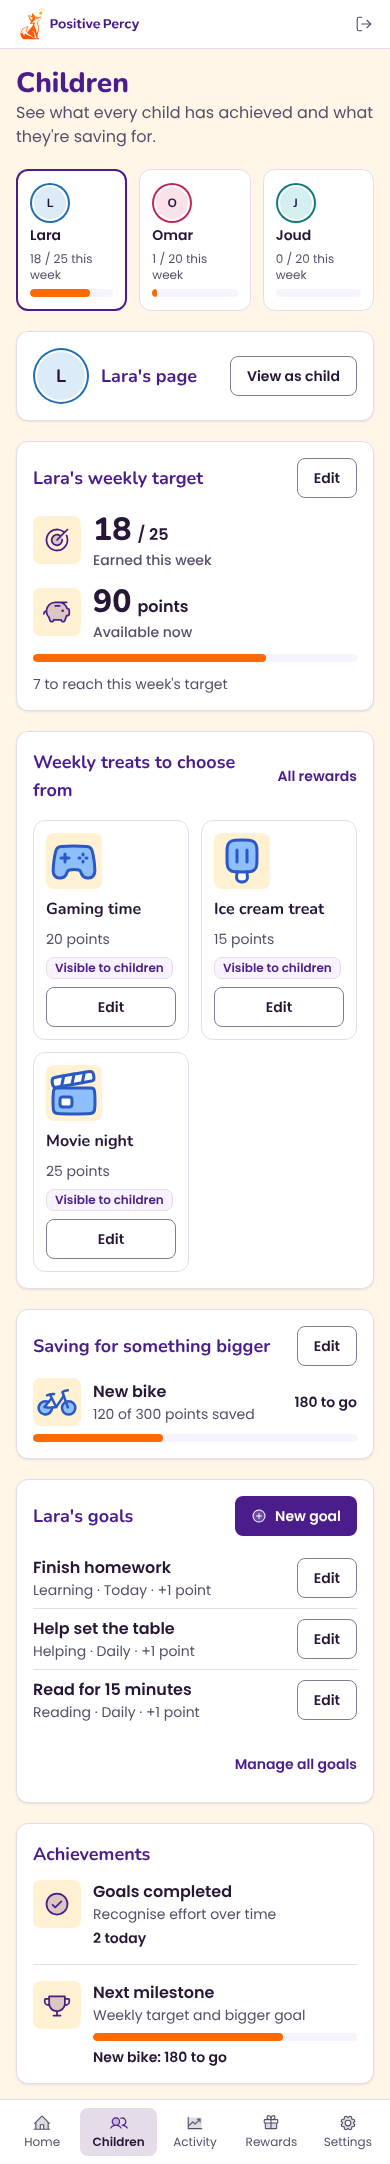 Positive Percy
Children
See what every child has achieved and what
they're saving for.
L
Lara
18 / 25 this
week
O
Omar
1 / 20 this
week
J
Joud
0 / 20 this
week
L
Lara's page
View as child
Lara's weekly target
Edit
18 / 25
Earned this week
90 points
Available now
7 to reach this week's target
Weekly treats to choose
from
All rewards
Gaming time
20 points
Visible to children
Edit
Ice cream treat
15 points
Visible to children
Edit
Movie night
25 points
Visible to children
Edit
Saving for something bigger
Edit
New bike
120 of 300 points saved
180 to go
Lara's goals
New goal
Finish homework
Learning · Today · +1 point
Edit
Help set the table
Helping · Daily · +1 point
Edit
Read for 15 minutes
Reading · Daily · +1 point
Edit
Manage all goals
Achievements
Goals completed
Recognise effort over time
2 today
Next milestone
Weekly target and bigger goal
New bike: 180 to go
Home
Children
Activity
Rewards
Settings